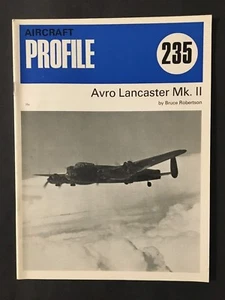 AIRCRAFT
PROFILE
235
Avro Lancaster Mk. II
by Bruce Robertson